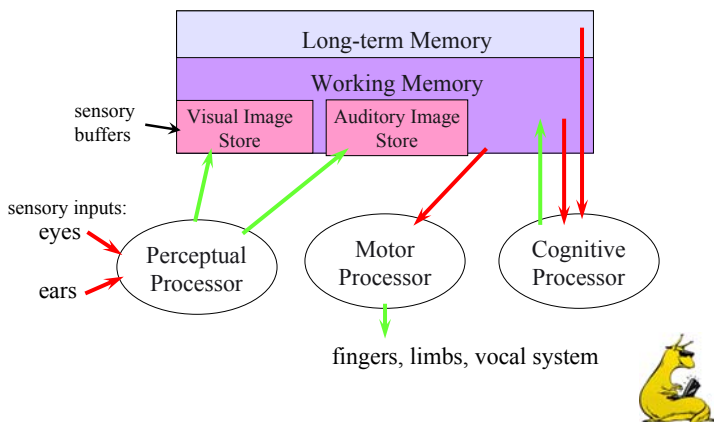 Long-term Memory
Working Memory
sensory
buffers
Visual Image
Store
Auditory Image
Store
sensory inputs:
eyes
ears
Perceptual
Processor
Motor
Processor
Cognitive
Processor
fingers, limbs, vocal system